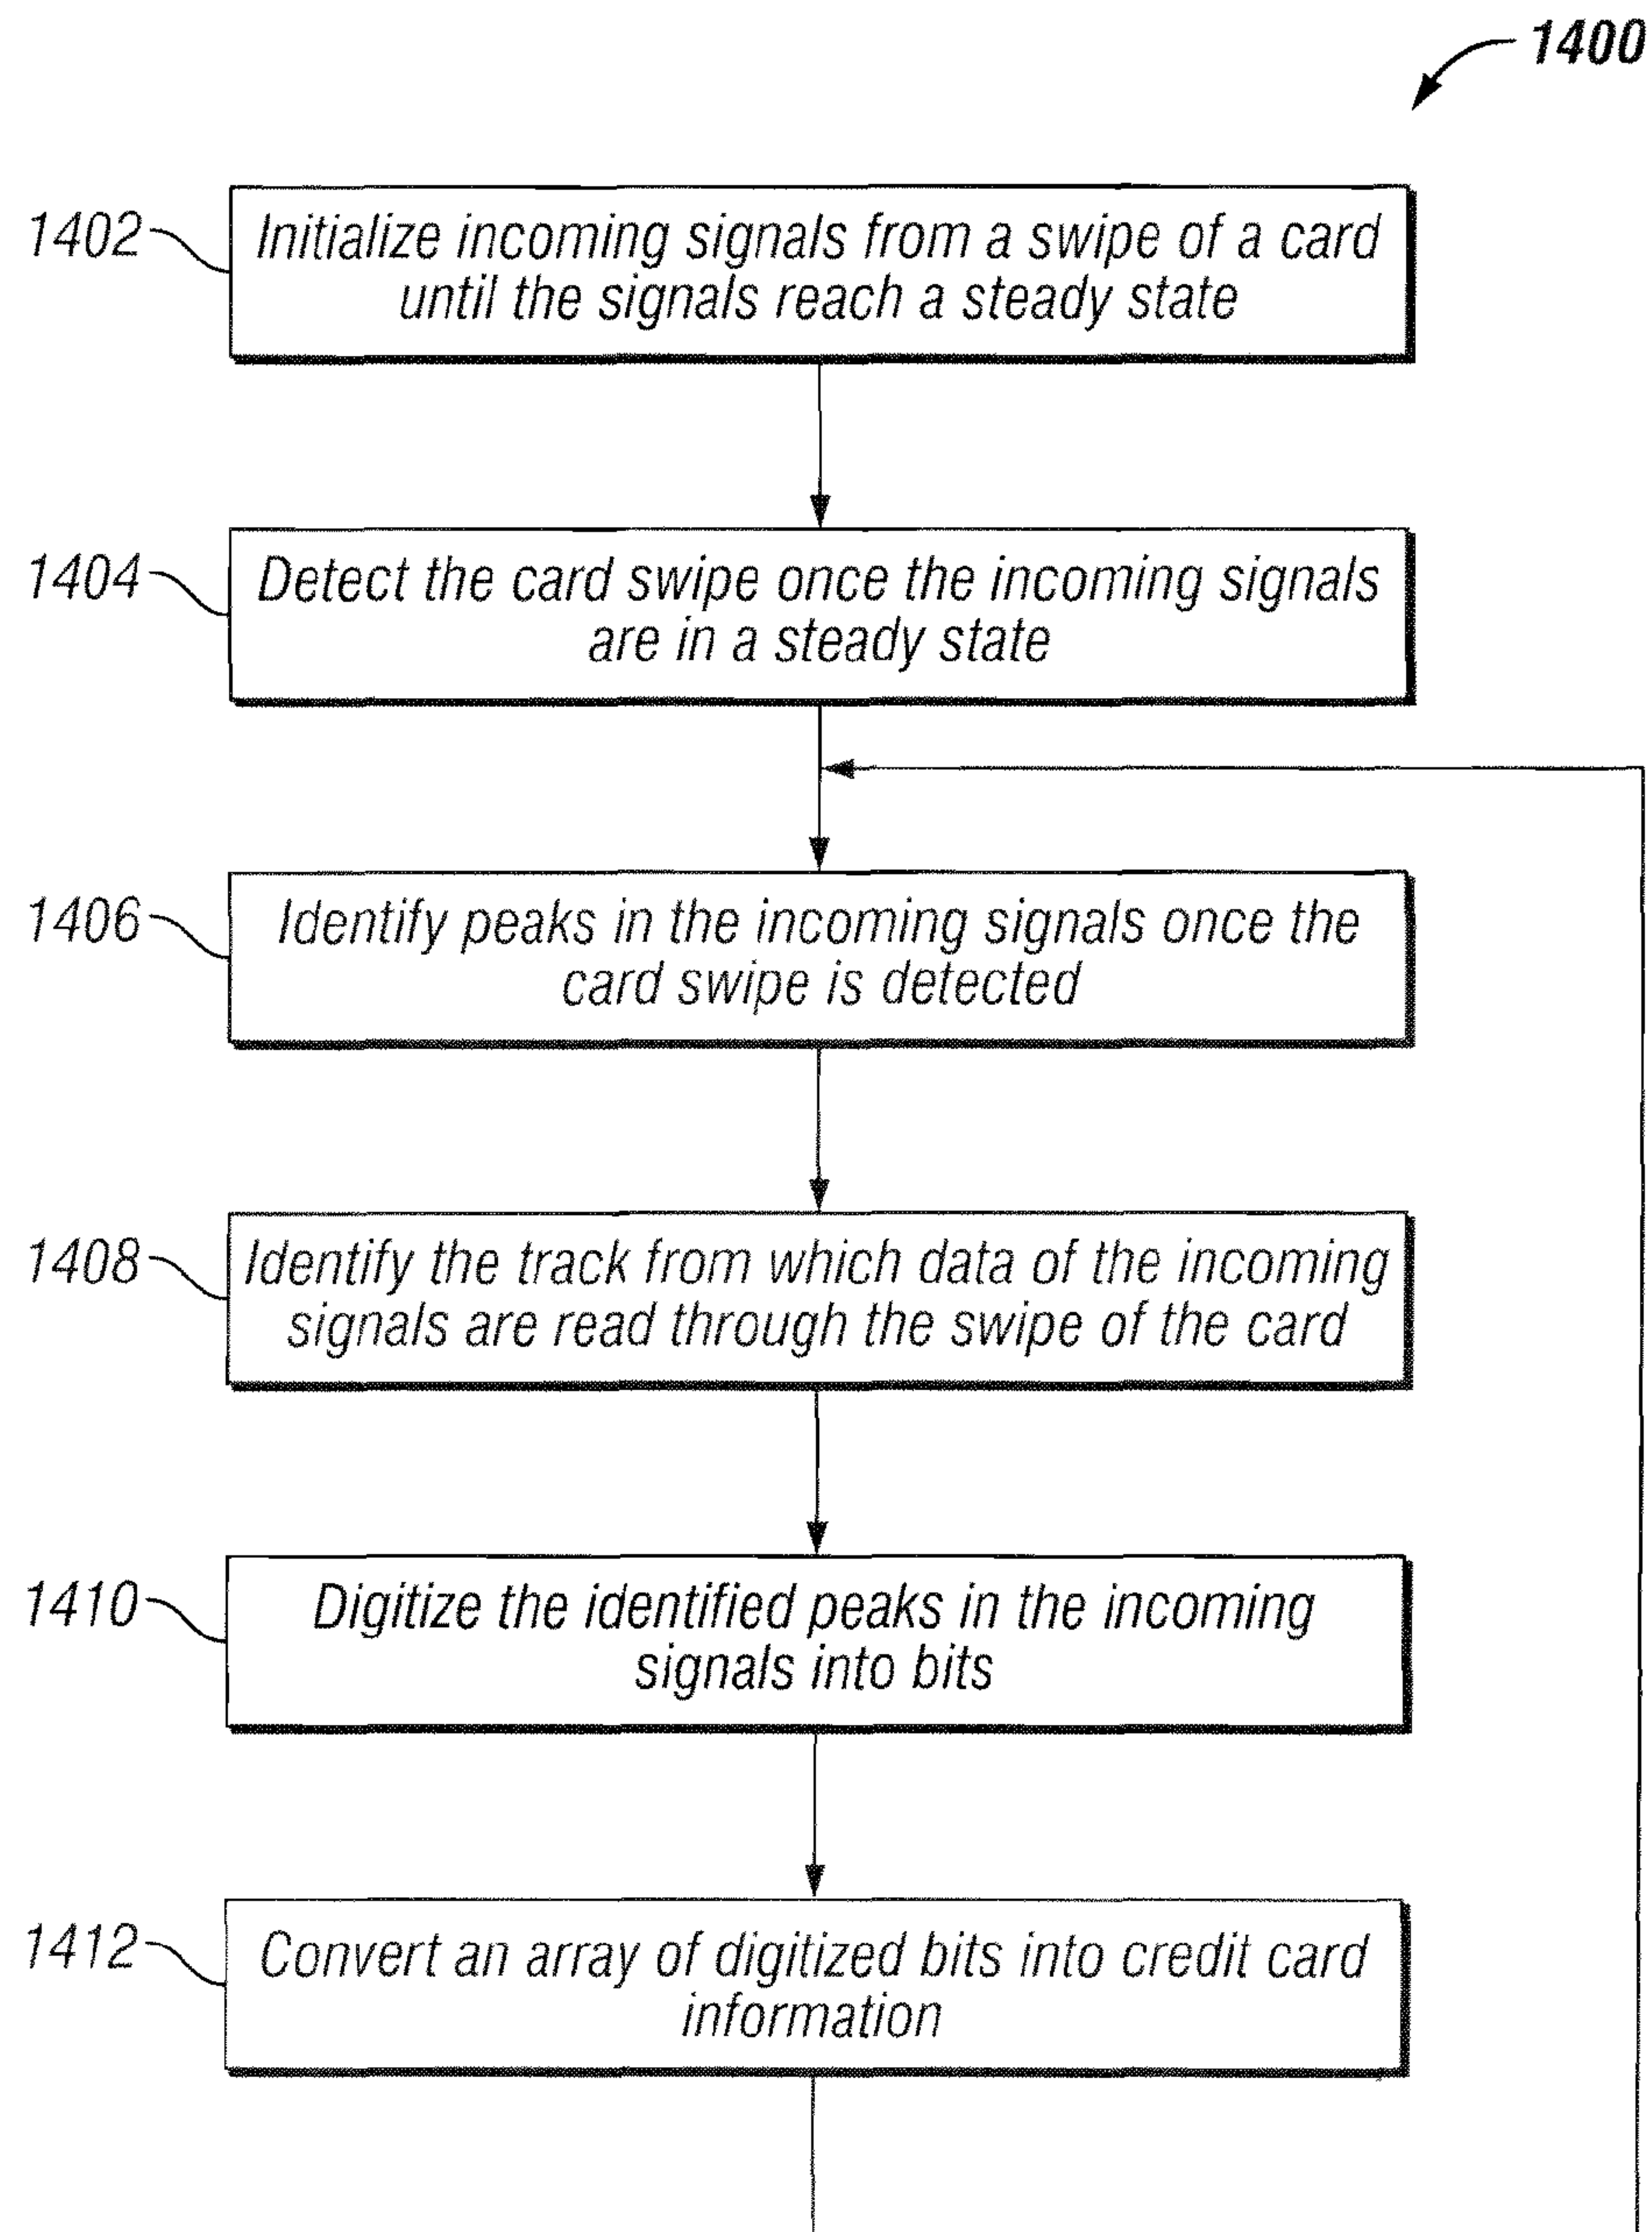 1400
1402
Initialize incoming signals from a swipe of a card
until the signals reach a steady state
1404
Detect the card swipe once the incoming signals
are in a steady state
1406
Identify peaks in the incoming signals once the
card swipe is detected
1408
Identify the track from which data of the incoming
signals are read through the swipe of the card
1410
Digitize the identified peaks in the incoming
signals into bits
1412
Convert an array of digitized bits into credit card
information